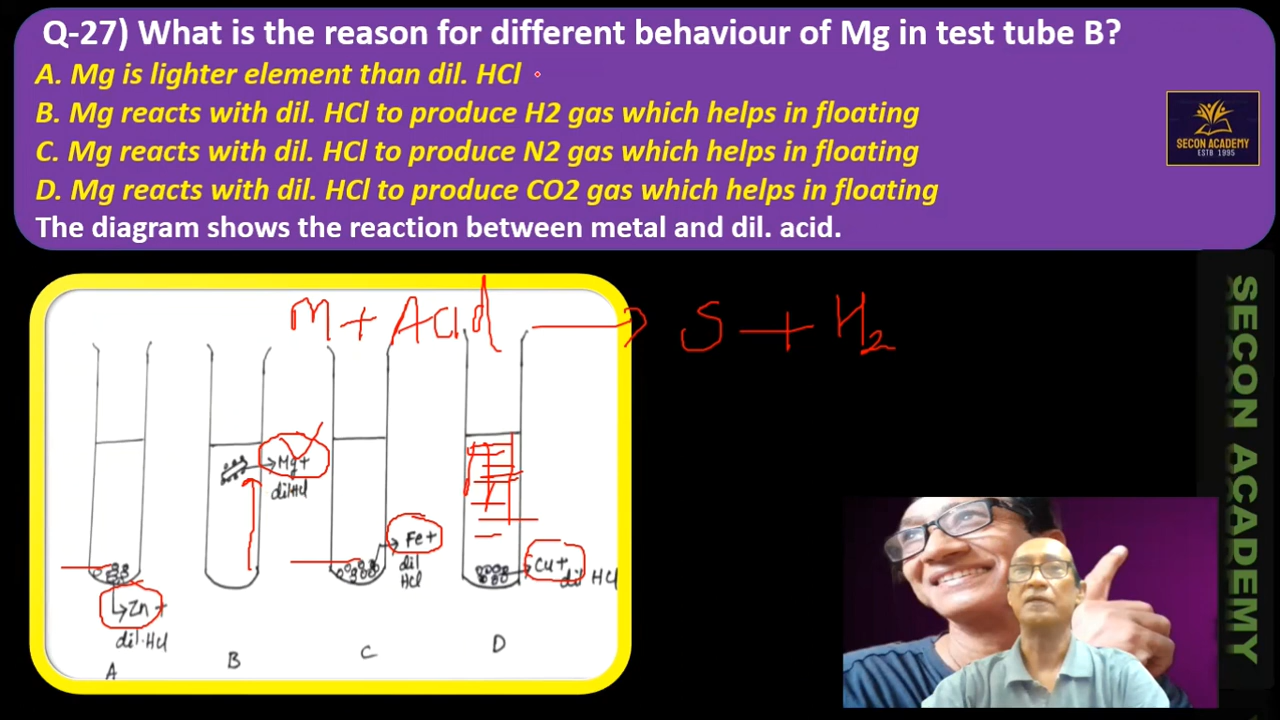 Q-27) What is the reason for different behaviour of Mg in test tube B?
A. Mg is lighter element than dil. HCl
B. Mg reacts with dil. HCl to produce H2 gas which helps in floating
C. Mg reacts with dil. HCl to produce N2 gas which helps in floating
D. Mg reacts with dil. HCl to produce CO2 gas which helps in floating
The diagram shows the reaction between metal and dil. acid.
SECON ACADEMY
ESTB 1995
M + Acid → S + H2
Mg+
dil HCl
Fe+
dil
HCl
Cu+
dil HCl
Zn +
dil. HCl
A
B
C
D
SECON ACADEMY